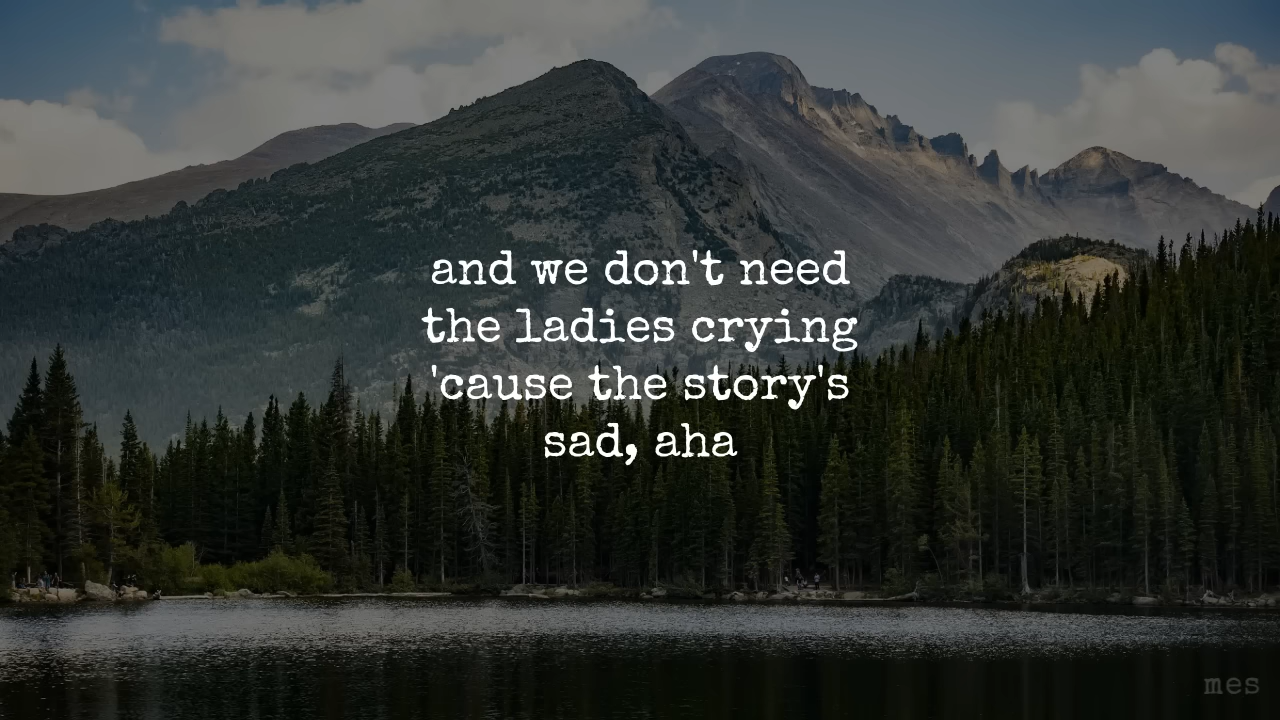 and we don't need
the ladies crying
'cause the story's
sad, aha
mes